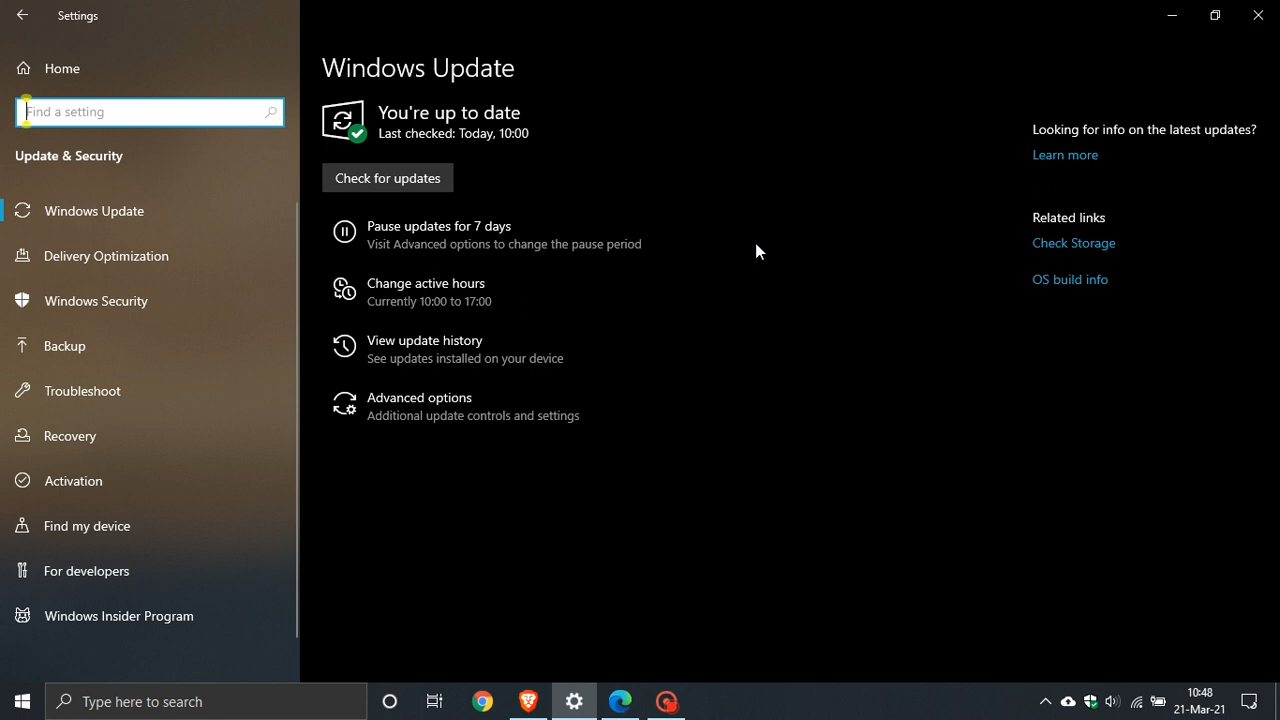 Settings
Home
Find a setting
Update & Security
Windows Update
Delivery Optimization
Windows Security
Backup
Troubleshoot
Recovery
Activation
Find my device
For developers
Windows Insider Program
Windows Update
You're up to date
Last checked: Today, 10:00
Check for updates
Pause updates for 7 days
Visit Advanced options to change the pause period
Change active hours
Currently 10:00 to 17:00
View update history
See updates installed on your device
Advanced options
Additional update controls and settings
Looking for info on the latest updates?
Learn more
Related links
Check Storage
OS build info
Type here to search
10:48
21-Mar-21